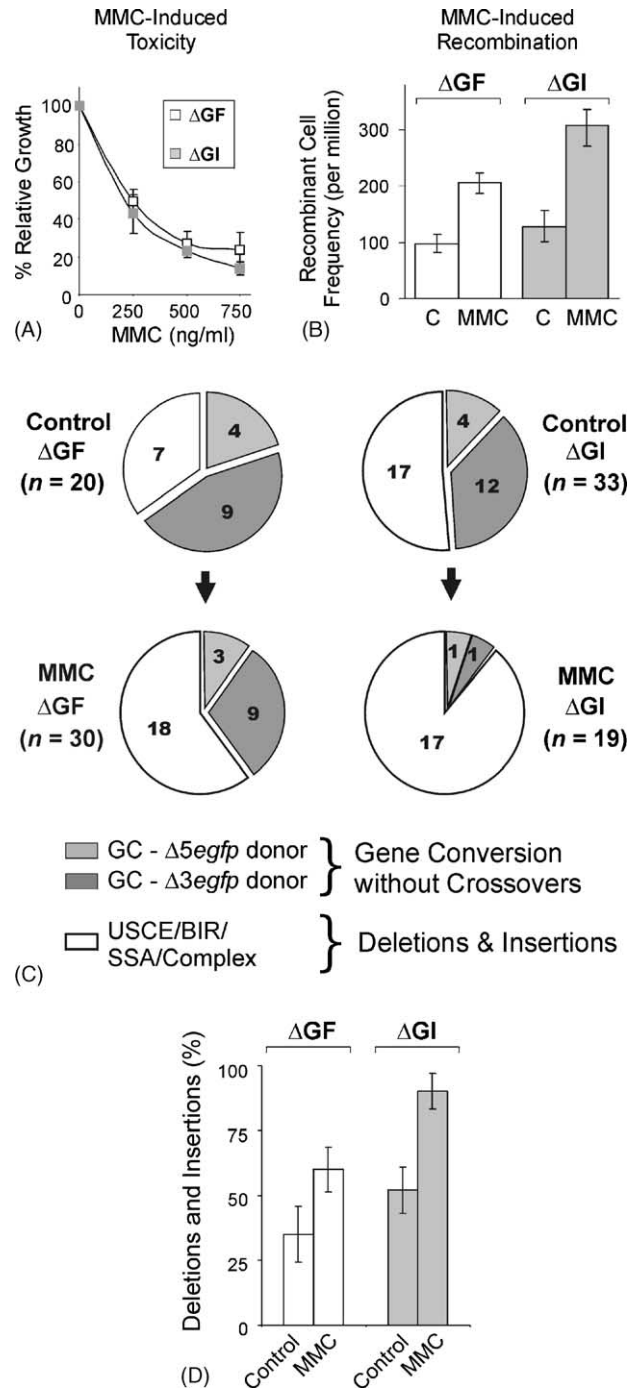 MMC-Induced
Toxicity
MMC-Induced
Recombination
% Relative Growth
100
80
60
40
20
0
ΔGF
ΔGI
0 250 500 750
MMC (ng/ml)
(A)
Recombinant Cell
Frequency (per million)
300
200
100
0
ΔGF
ΔGI
C MMC C MMC
(B)
Control
ΔGF
(n = 20)
7
4
9
4
17
12
Control
ΔGI
(n = 33)
MMC
ΔGF
(n = 30)
3
18
9
1
1
17
MMC
ΔGI
(n = 19)
GC - Δ5egfp donor
GC - Δ3egfp donor
} Gene Conversion
without Crossovers
USCE/BIR/
SSA/Complex
} Deletions & Insertions
(C)
Deletions and Insertions (%)
100
75
50
25
0
ΔGF
ΔGI
Control MMC Control MMC
(D)